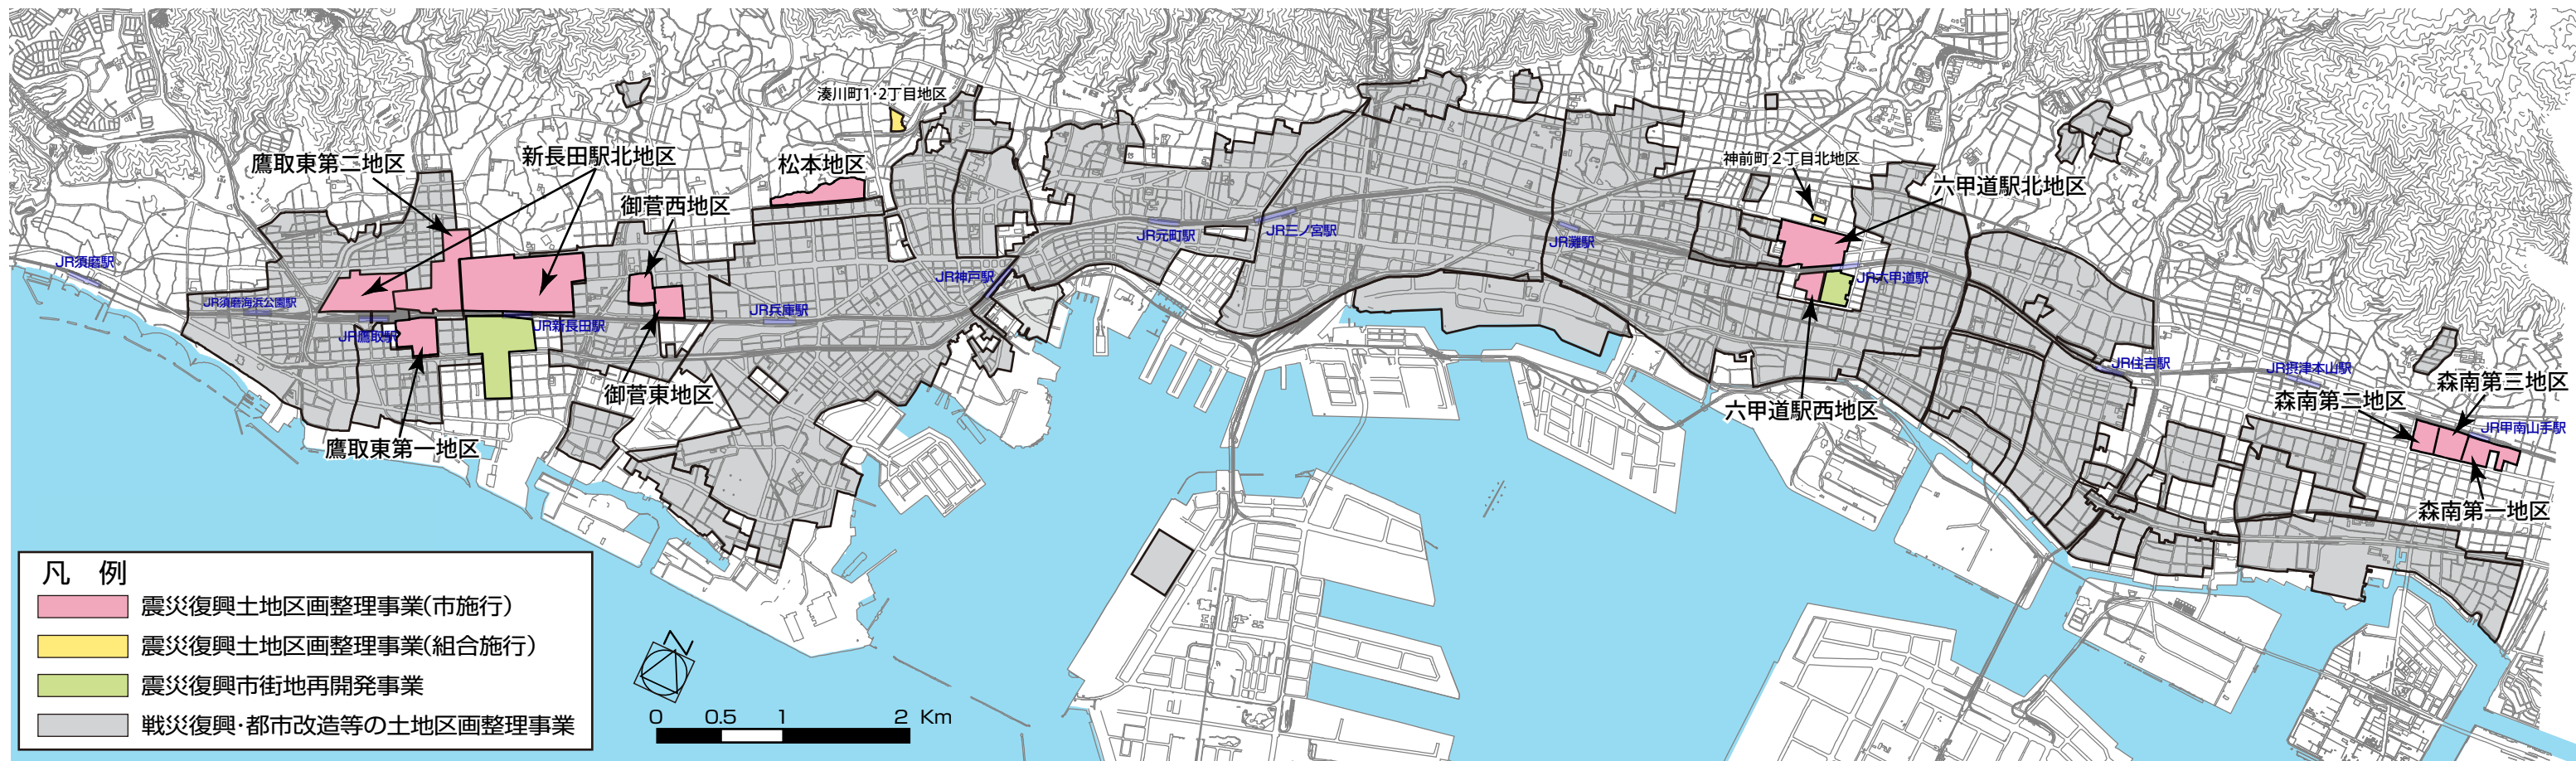 湊川町1・2丁目地区
鷹取東第二地区
新長田駅北地区
松本地区
御菅西地区
神前町２丁目北地区
六甲道駅北地区
JR須磨駅
JR須磨海浜公園駅
JR鷹取駅
JR新長田駅
JR兵庫駅
JR神戸駅
JR元町駅
JR三ノ宮駅
JR灘駅
JR六甲道駅
JR住吉駅
JR摂津本山駅
JR甲南山手駅
鷹取東第一地区
御菅東地区
六甲道駅西地区
森南第二地区
森南第三地区
森南第一地区
凡　例
震災復興土地区画整理事業(市施行)
震災復興土地区画整理事業(組合施行)
震災復興市街地再開発事業
戦災復興・都市改造等の土地区画整理事業
N
0 0.5 1 2 Km